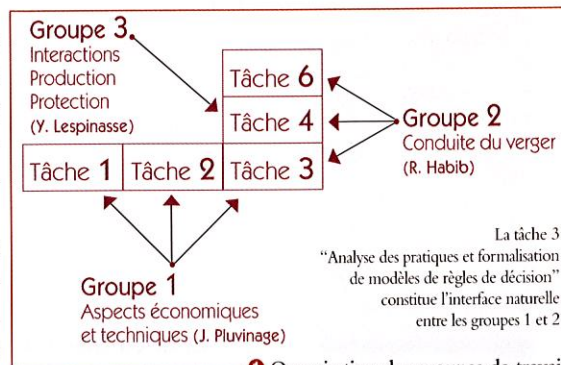 Groupe 3
Interactions
Production
Protection
(Y. Lespinasse)
Tâche 6
Tâche 4
Tâche 1 Tâche 2 Tâche 3
Groupe 2
Conduite du verger
(R. Habib)
La tâche 3
“Analyse des pratiques et formalisation
de modèles de règles de décision”
constitue l’interface naturelle
entre les groupes 1 et 2
Groupe 1
Aspects économiques
et techniques (J. Pluvinage)